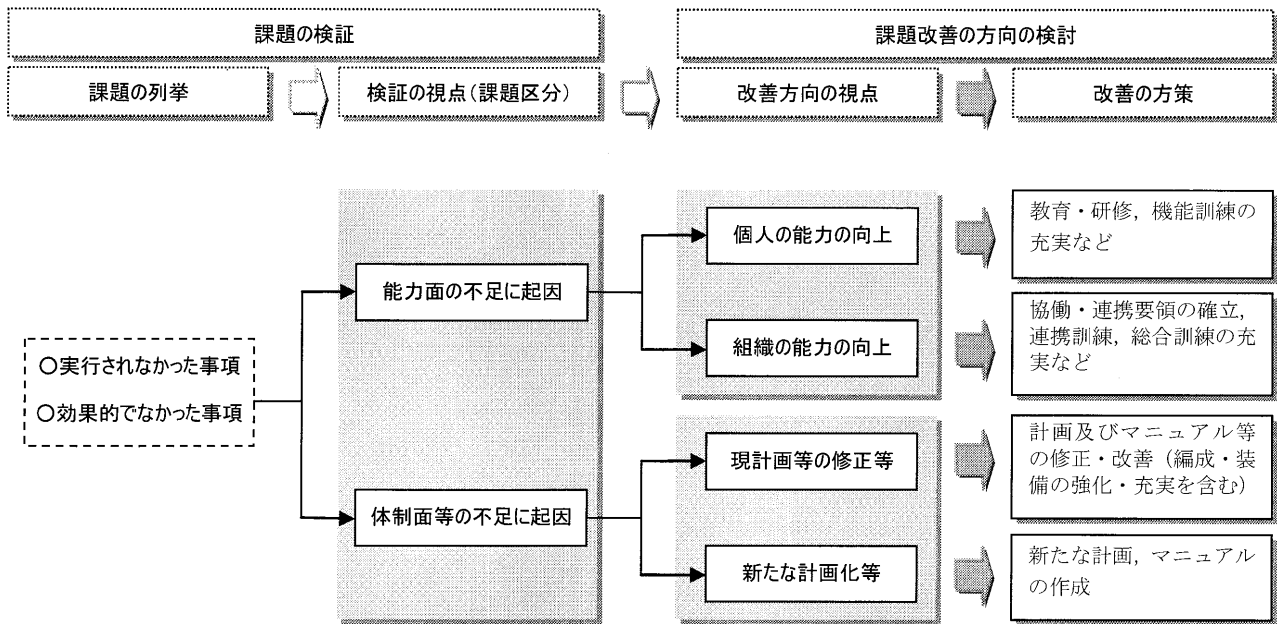 課題の検証
課題改善の方向の検討
課題の列挙
検証の視点(課題区分)
改善方向の視点
改善の方策
○実行されなかった事項
○効果的でなかった事項
能力面の不足に起因
体制面等の不足に起因
個人の能力の向上
組織の能力の向上
現計画等の修正等
新たな計画化等
教育・研修,機能訓練の
充実など
協働・連携要領の確立,
連携訓練,総合訓練の充
実など
計画及びマニュアル等
の修正・改善(編成・装
備の強化・充実を含む)
新たな計画,マニュアル
の作成